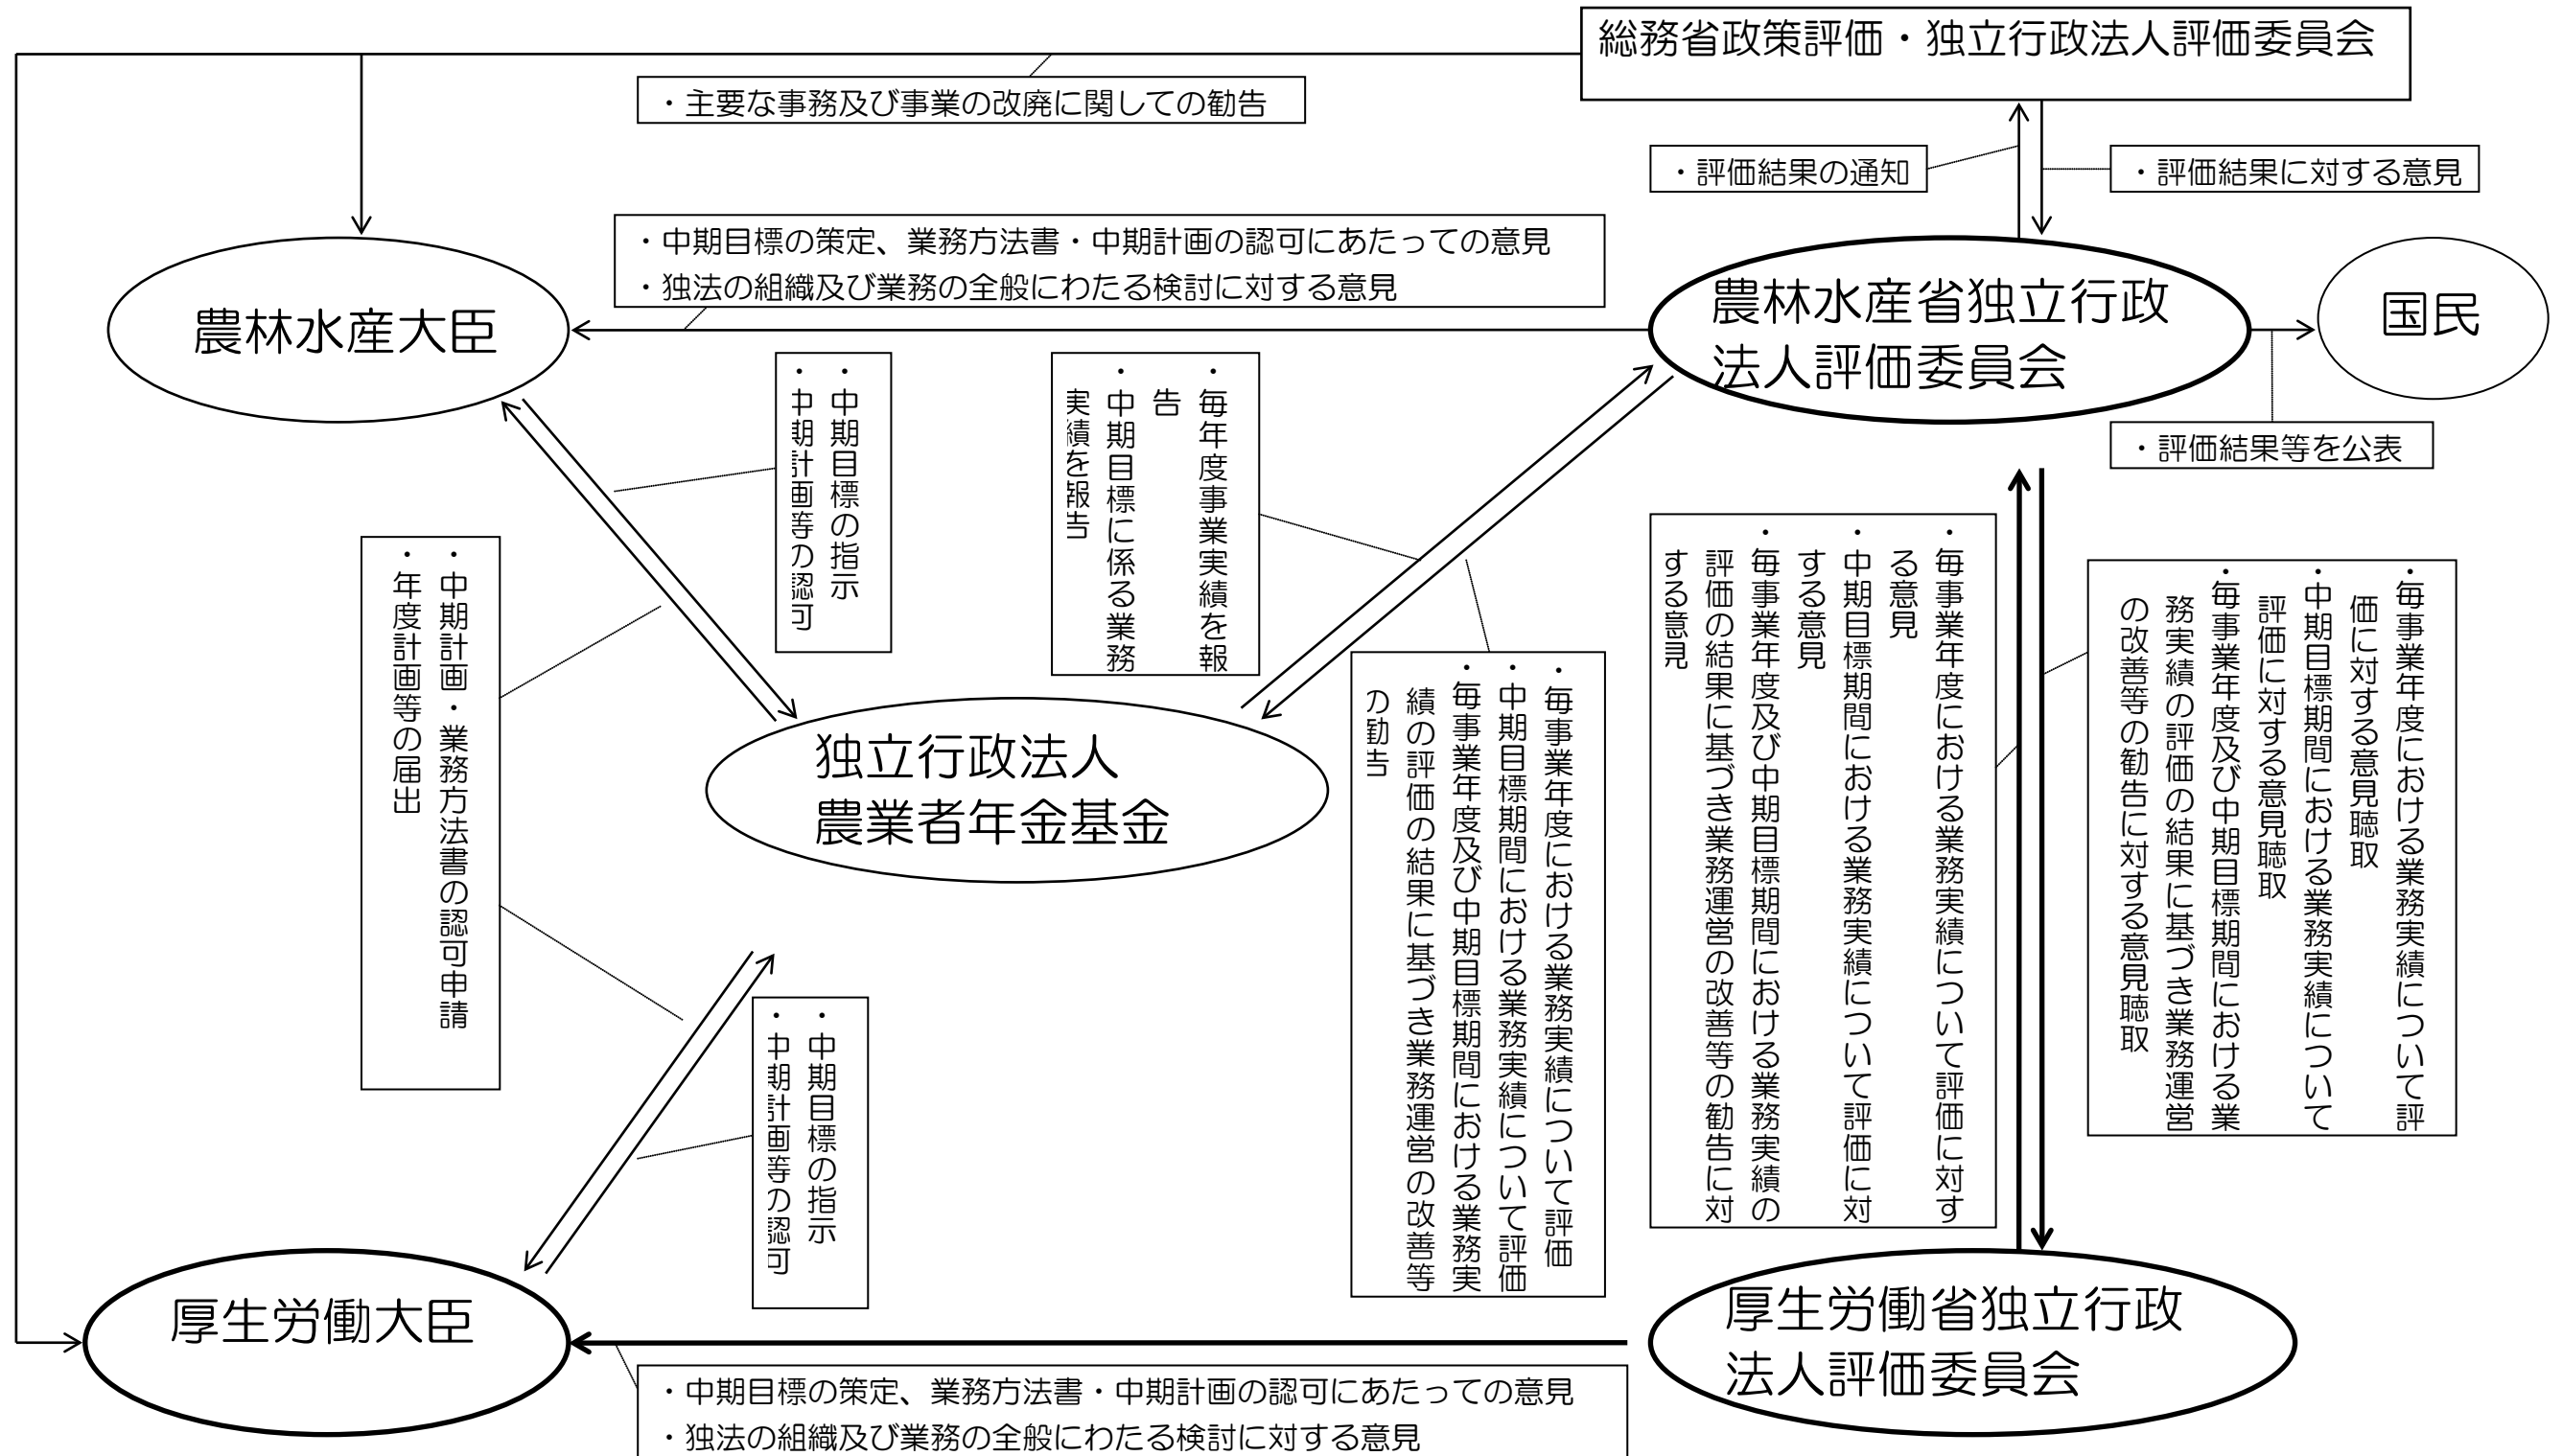 総務省政策評価・独立行政法人評価委員会
・主要な事務及び事業の改廃に関しての勧告
・評価結果の通知
・評価結果に対する意見
・中期目標の策定、業務方法書・中期計画の認可にあたっての意見
・独法の組織及び業務の全般にわたる検討に対する意見
農林水産大臣
農林水産省独立行政
法人評価委員会
国民
・評価結果等を公表
・中期目標の指示
・中期計画等の認可
・毎年度事業実績を報
告
・中期目標に係る業務
実績を報告
・中期計画・業務方法書の認可申請
・年度計画等の届出
独立行政法人
農業者年金基金
・毎事業年度における業務実績について評価
・中期目標期間における業務実績について評価
・毎事業年度及び中期目標期間における業務実
績の評価の結果に基づき業務運営の改善等
の勧告
・毎事業年度における業務実績について評価に対す
る意見
・中期目標期間における業務実績について評価に対
する意見
・毎事業年度及び中期目標期間における業務実績の
評価の結果に基づき業務運営の改善等の勧告に対
する意見
・毎事業年度における業務実績について評
価に対する意見聴取
・中期目標期間における業務実績について
評価に対する意見聴取
・毎事業年度及び中期目標期間における業
務実績の評価の結果に基づき業務運営
の改善等の勧告に対する意見聴取
・中期目標の指示
・中期計画等の認可
厚生労働大臣
厚生労働省独立行政
法人評価委員会
・中期目標の策定、業務方法書・中期計画の認可にあたっての意見
・独法の組織及び業務の全般にわたる検討に対する意見